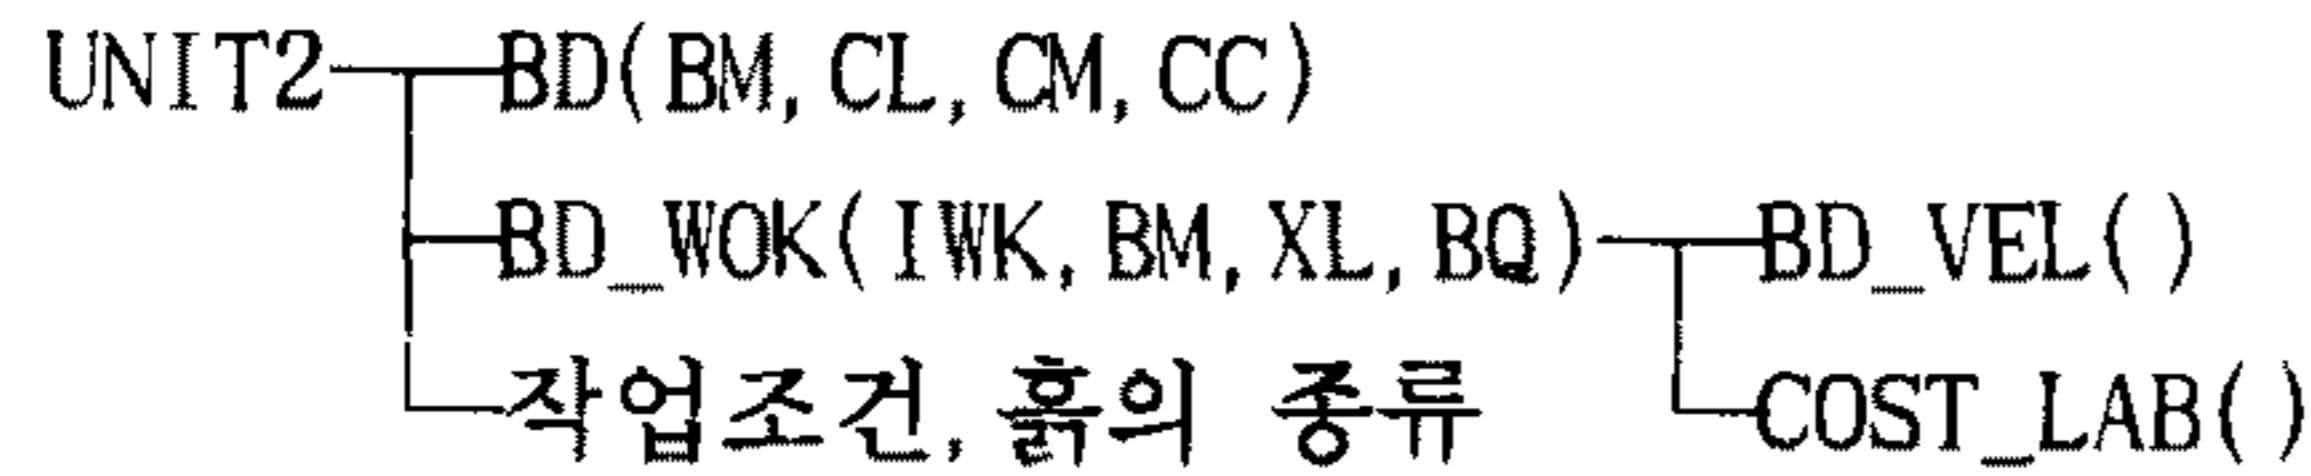 UNIT2 BD(BM, CL, CM, CC)
BD_WOK(IWK, BM, XL, BQ) BD_VEL()
작업조건, 흙의 종류 COST_LAB()